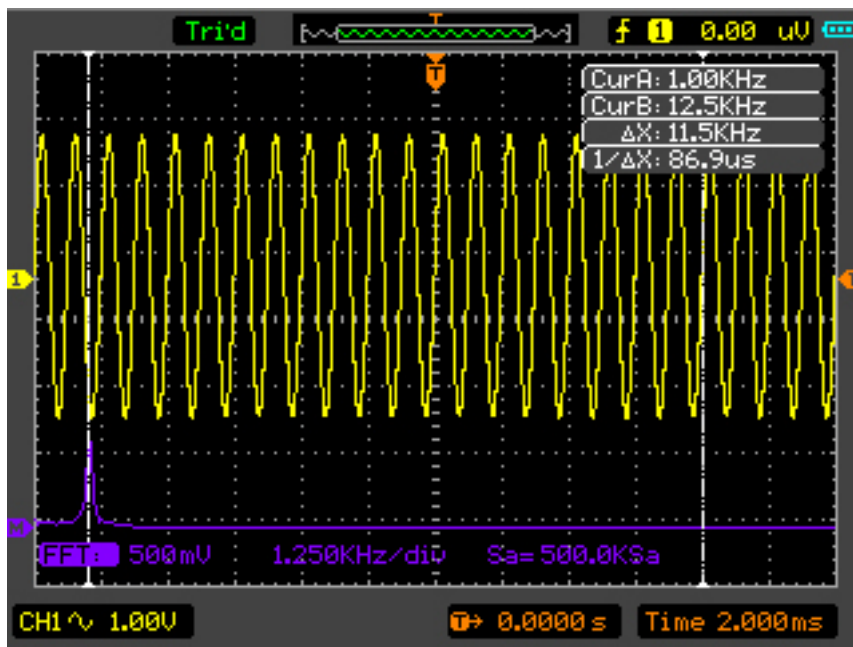 T
Tri'd 1 0.00 uV
T
CurA: 1.00KHz
CurB: 12.5KHz
ΔX: 11.5KHz
1/ΔX: 86.9us
1 T
M
FFT: 500mV 1.250KHz/div Sa=500.0KSa
CH1 1.00V T→ 0.0000s Time 2.000ms